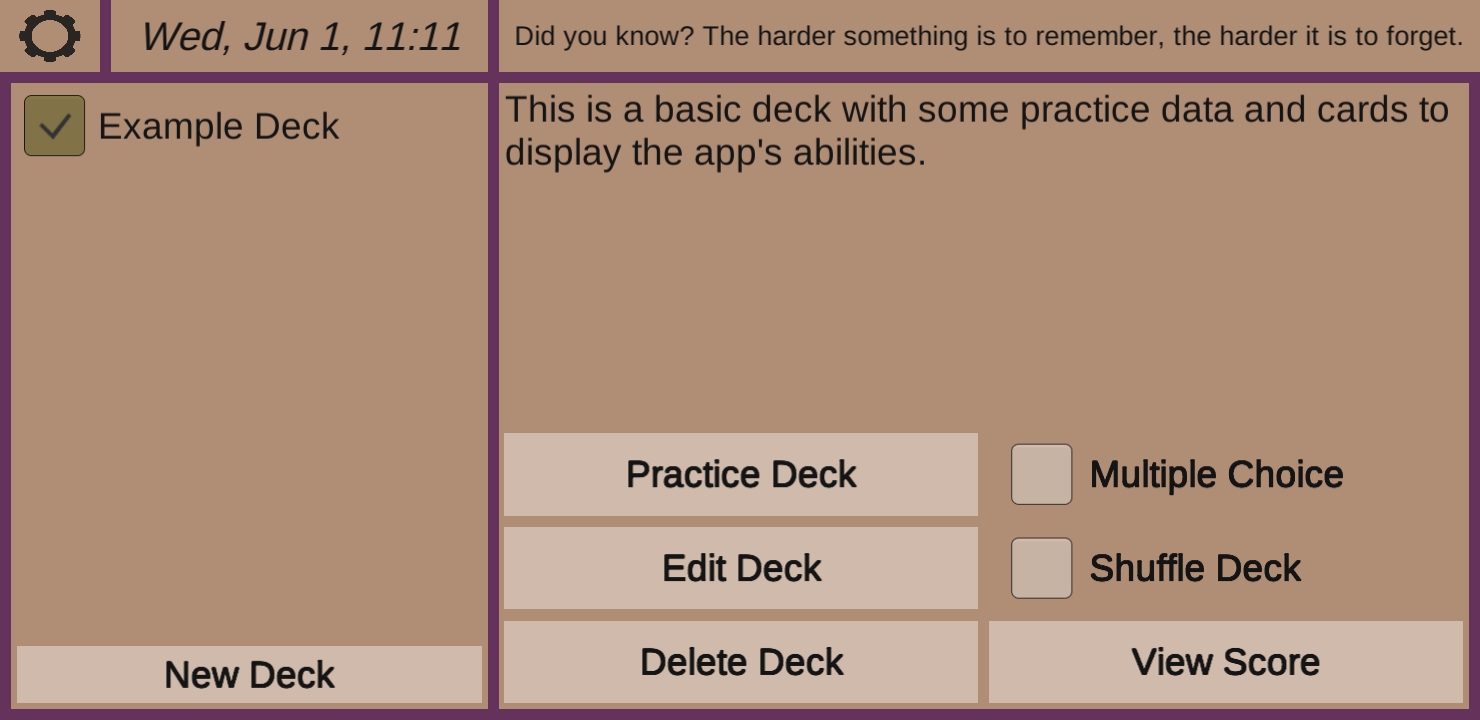 Wed, Jun 1, 11:11
Did you know? The harder something is to remember, the harder it is to forget.
Example Deck
This is a basic deck with some practice data and cards to
display the app's abilities.
Practice Deck
Multiple Choice
Edit Deck
Shuffle Deck
New Deck
Delete Deck
View Score